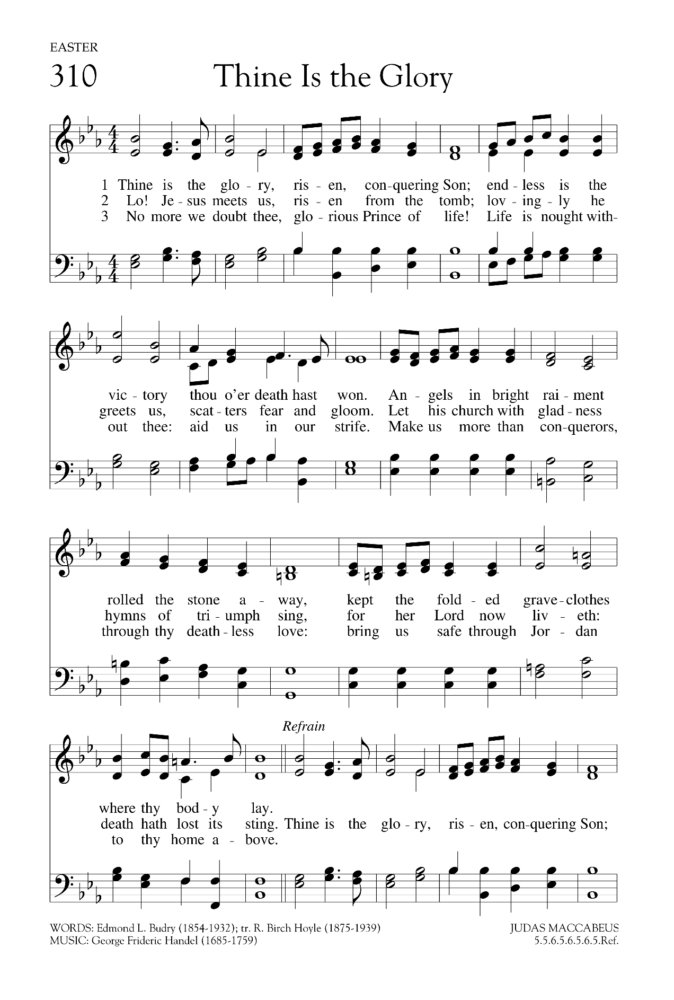 EASTER
310 Thine Is the Glory
1 Thine is the glo - ry, ris - en, con-quering Son; end - less is the
2 Lo! Je - sus meets us, ris - en from the tomb; lov - ing - ly he
3 No more we doubt thee, glo - rious Prince of life! Life is nought with-
vic - tory thou o’er death hast won. An - gels in bright rai - ment
greets us, scat - ters fear and gloom. Let his church with glad - ness
out thee: aid us in our strife. Make us more than con-querors,
rolled the stone a - way, kept the fold - ed grave-clothes
hymns of tri - umph sing, for her Lord now liv - eth:
through thy death - less love: bring us safe through Jor - dan
Refrain
where thy bod - y lay.
death hath lost its sting. Thine is the glo - ry, ris - en, con-quering Son;
to thy home a - bove.
WORDS: Edmond L. Budry (1854-1932); tr. R. Birch Hoyle (1875-1939) JUDAS MACCABEUS
MUSIC: George Frideric Handel (1685-1759) 5.5.6.5.6.5.6.5.Ref.